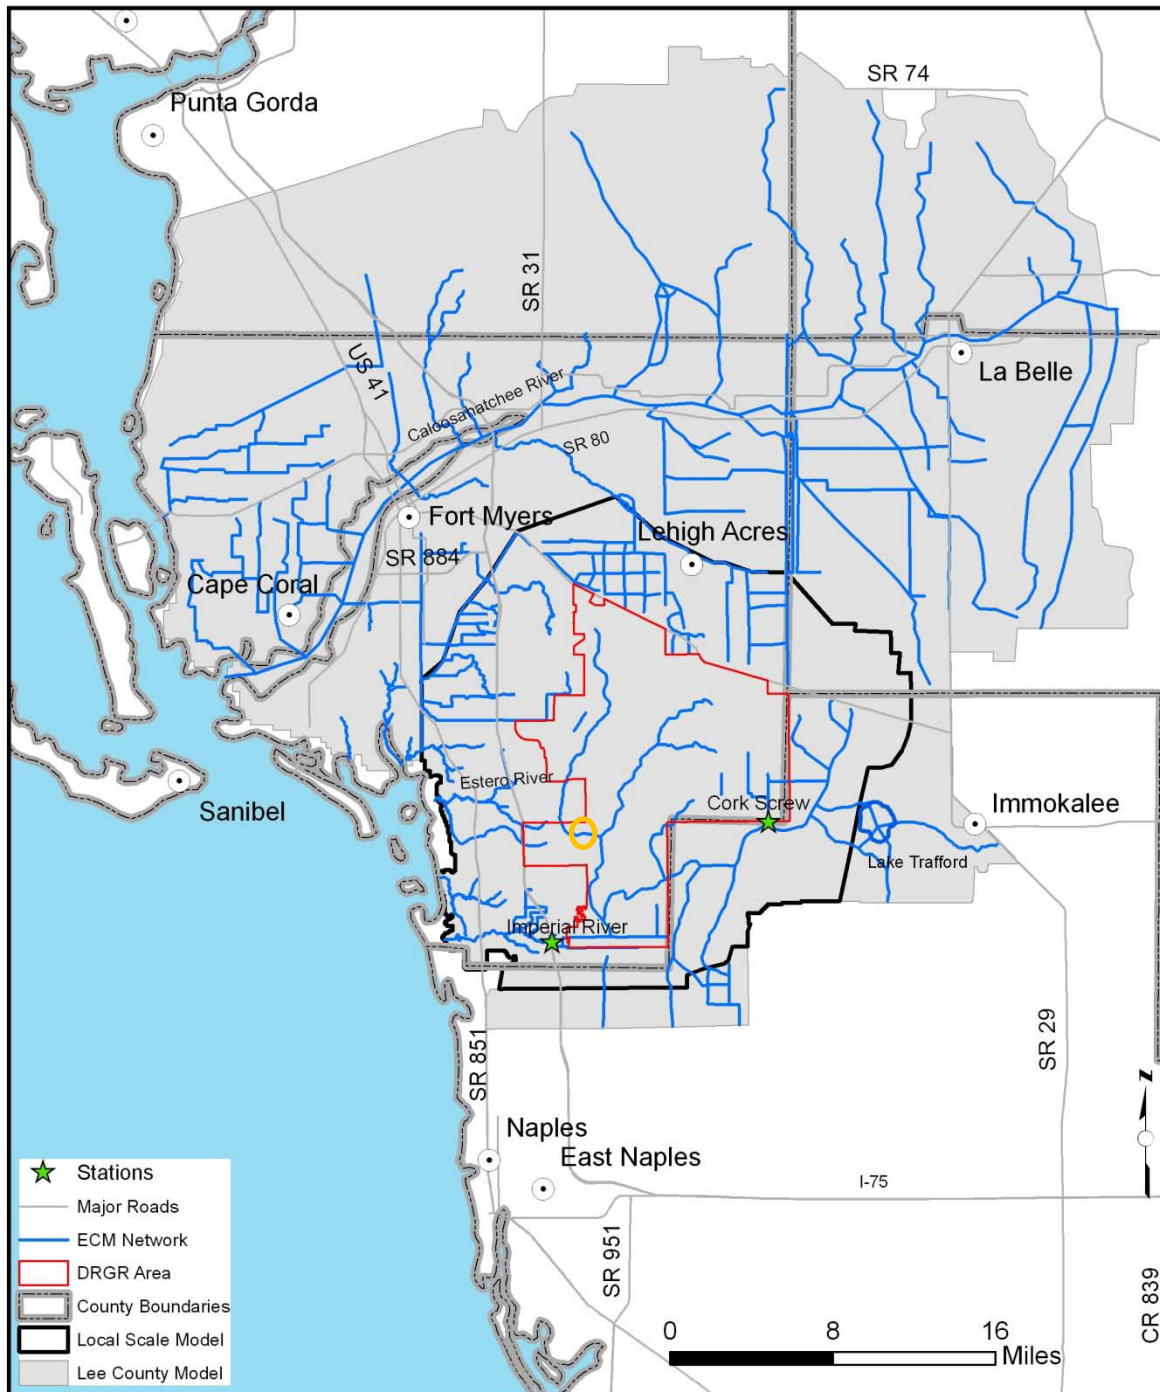 SR 74
Punta Gorda
SR 31
US 41
La Belle
Caloosahatchee River
SR 80
Fort Myers
Lehigh Acres
SR 884
Cape Coral
Estero River
Sanibel
Cork Screw
Immokalee
Lake Trafford
Imperial River
SR 851
SR 29
N
Naples
East Naples
I-75
SR 951
CR 839
Stations
Major Roads
ECM Network
DRGR Area
County Boundaries
Local Scale Model
Lee County Model
0 8 16
Miles